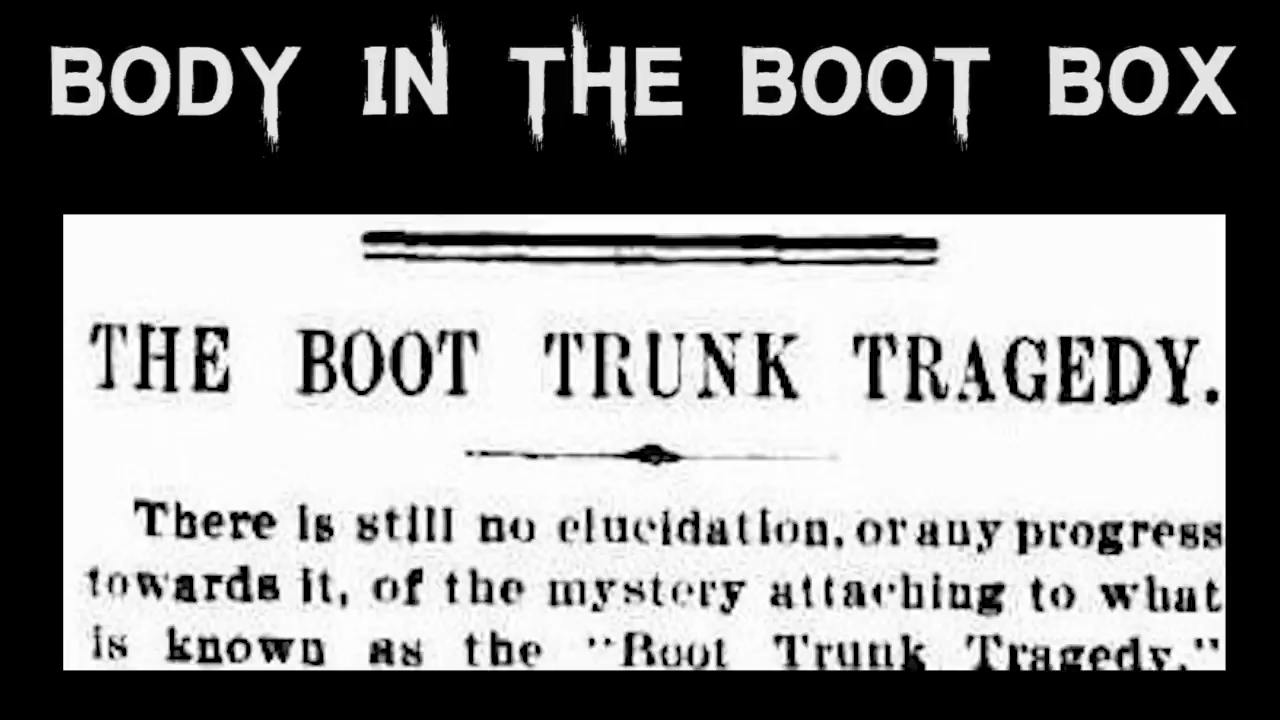 BODY IN THE BOOT BOX
THE BOOT TRUNK TRAGEDY.
There is still no elucidation, or any progress
towards it, of the mystery attaching to what
is known as the "Boot Trunk Tragedy."